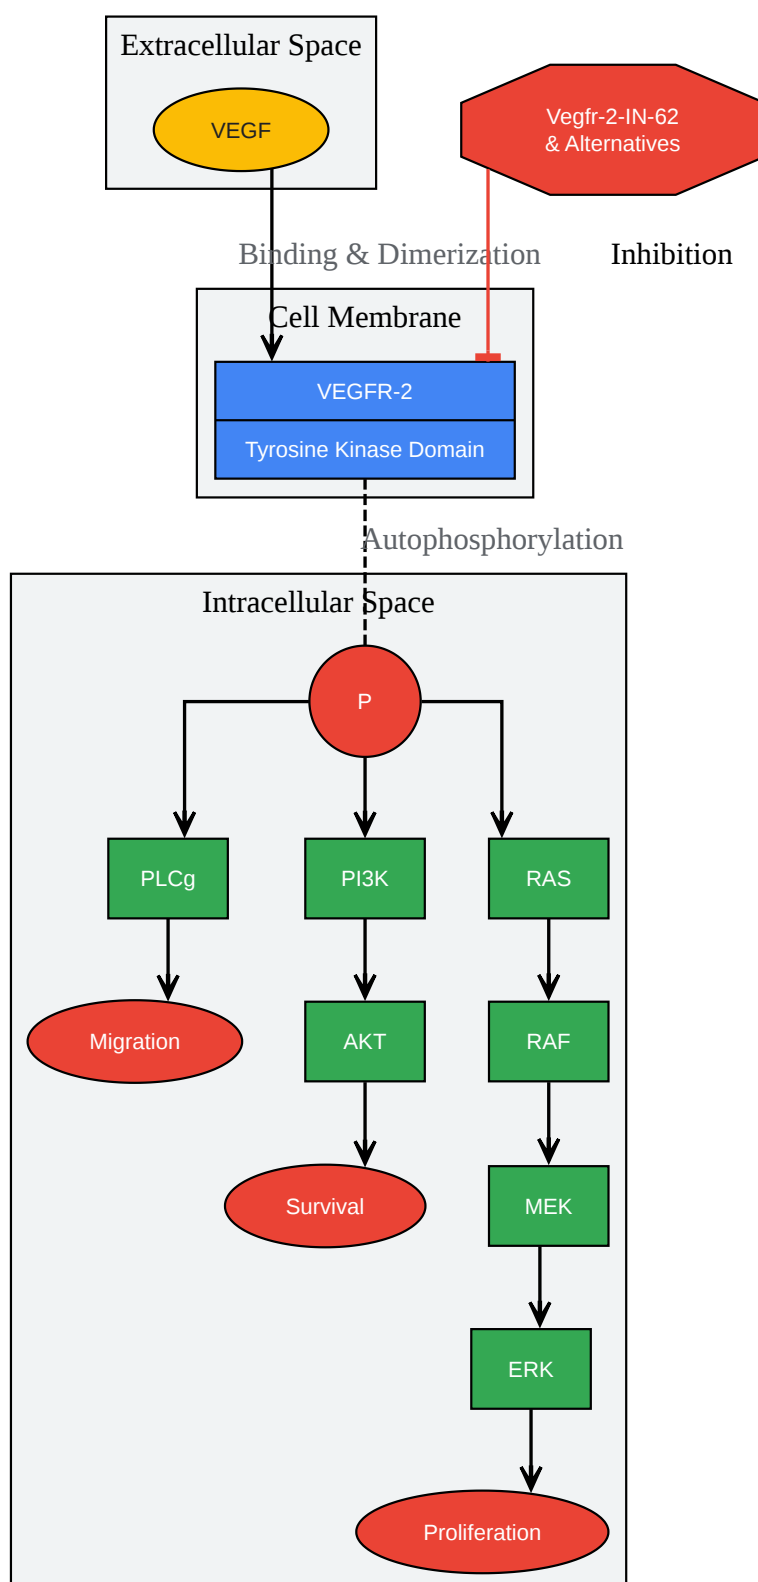 Extracellular Space
VEGF
Vegfr-2-IN-62
& Alternatives
Binding & Dimerization
Inhibition
Cell Membrane
VEGFR-2
Tyrosine Kinase Domain
Autophosphorylation
Intracellular Space
P
PLCg
PI3K
RAS
Migration
AKT
RAF
Survival
MEK
ERK
Proliferation